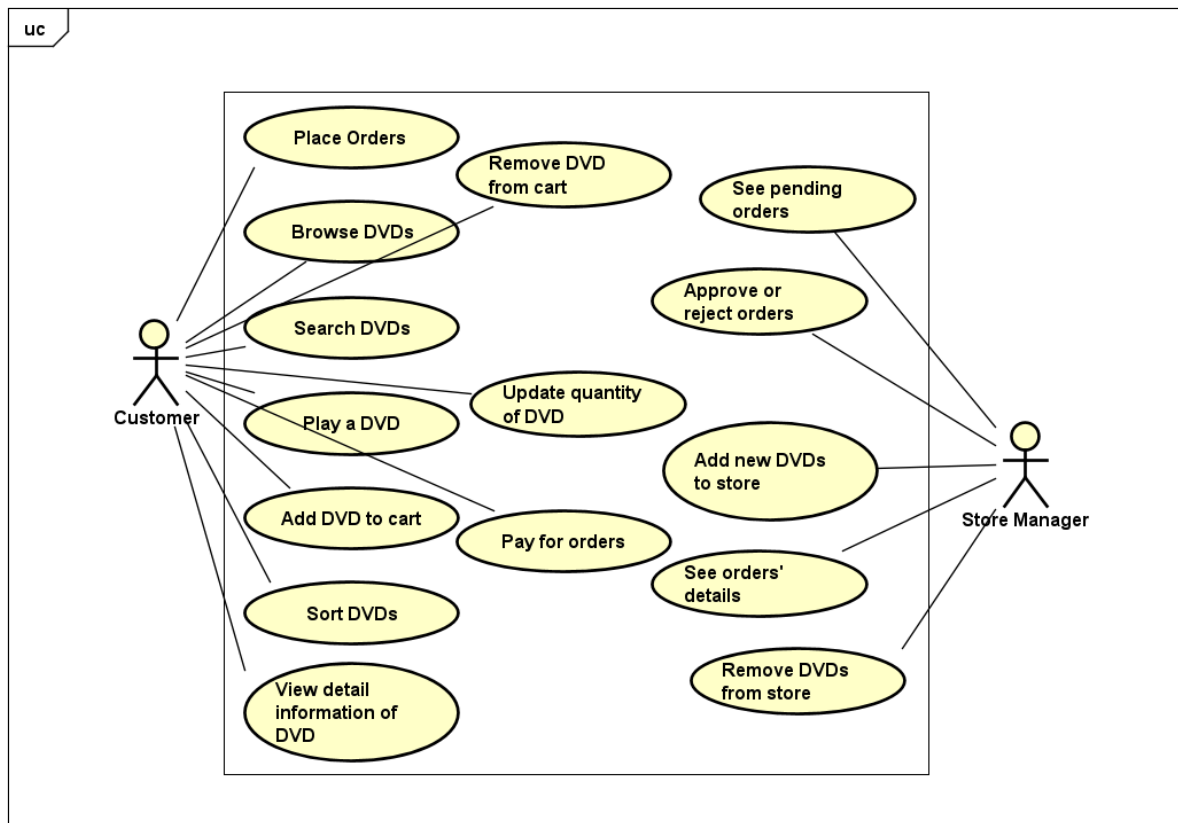 uc
Place Orders
Remove DVD
from cart
See pending
orders
Browse DVDs
Approve or
reject orders
Search DVDs
Customer
Update quantity
of DVD
Play a DVD
Add new DVDs
to store
Store Manager
Add DVD to cart
Pay for orders
See orders'
details
Sort DVDs
Remove DVDs
from store
View detail
information of
DVD